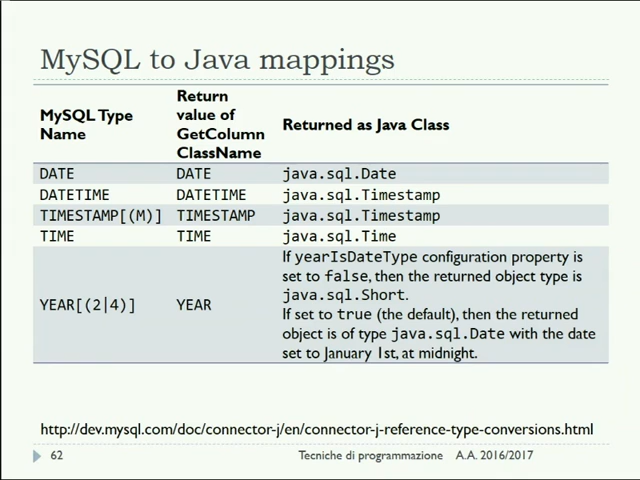 MySQL to Java mappings
MySQL Type Name
Return value of GetColumn ClassName
Returned as Java Class
DATE DATE java.sql.Date
DATETIME DATETIME java.sql.Timestamp
TIMESTAMP[(M)] TIMESTAMP java.sql.Timestamp
TIME TIME java.sql.Time
YEAR[(2|4)] YEAR
If yearIsDateType configuration property is
set to false, then the returned object type is
java.sql.Short.
If set to true (the default), then the returned
object is of type java.sql.Date with the date
set to January 1st, at midnight.
http://dev.mysql.com/doc/connector-j/en/connector-j-reference-type-conversions.html
62 Tecniche di programmazione A.A. 2016/2017